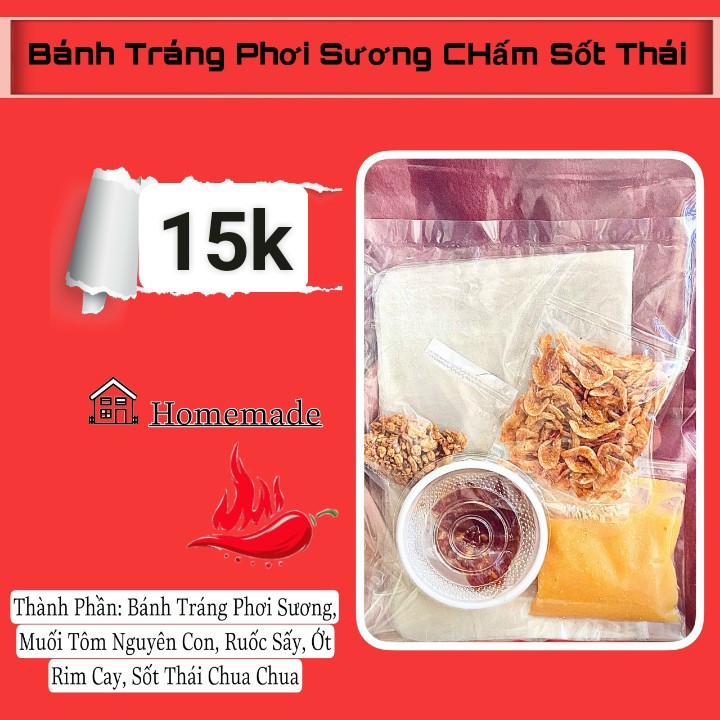 Bánh Tráng Phơi Sương CHấm Sốt Thái
15k
Homemade
Thành Phần: Bánh Tráng Phơi Sương,
Muối Tôm Nguyên Con, Ruốc Sấy, Ớt
Rim Cay, Sốt Thái Chua Chua